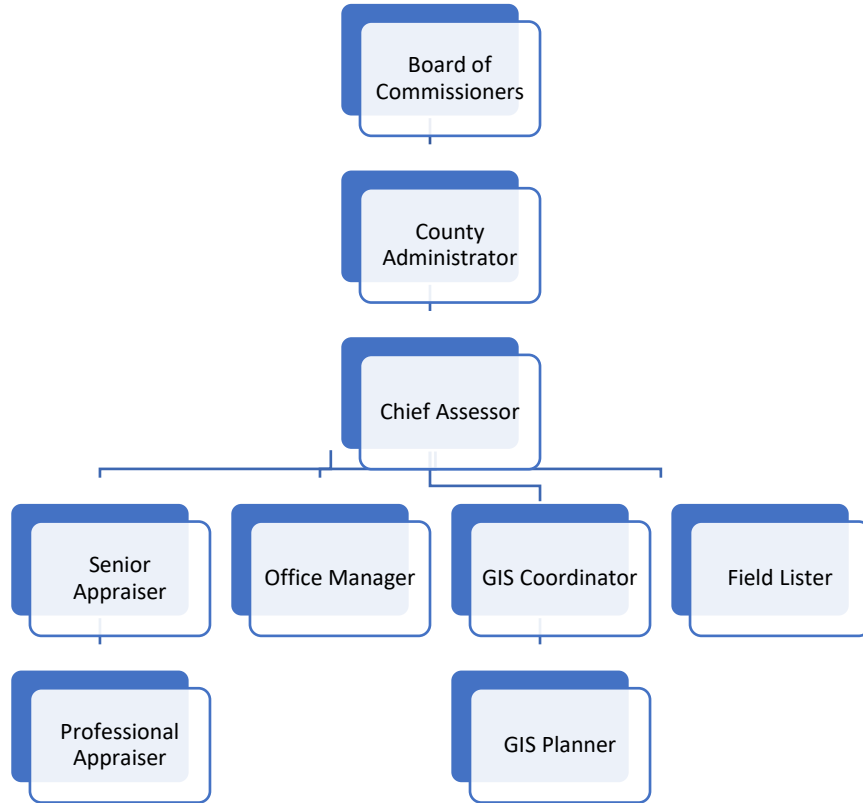 Board of
Commissioners
County
Administrator
Chief Assessor
Senior
Appraiser
Office Manager
GIS Coordinator
Field Lister
Professional
Appraiser
GIS Planner